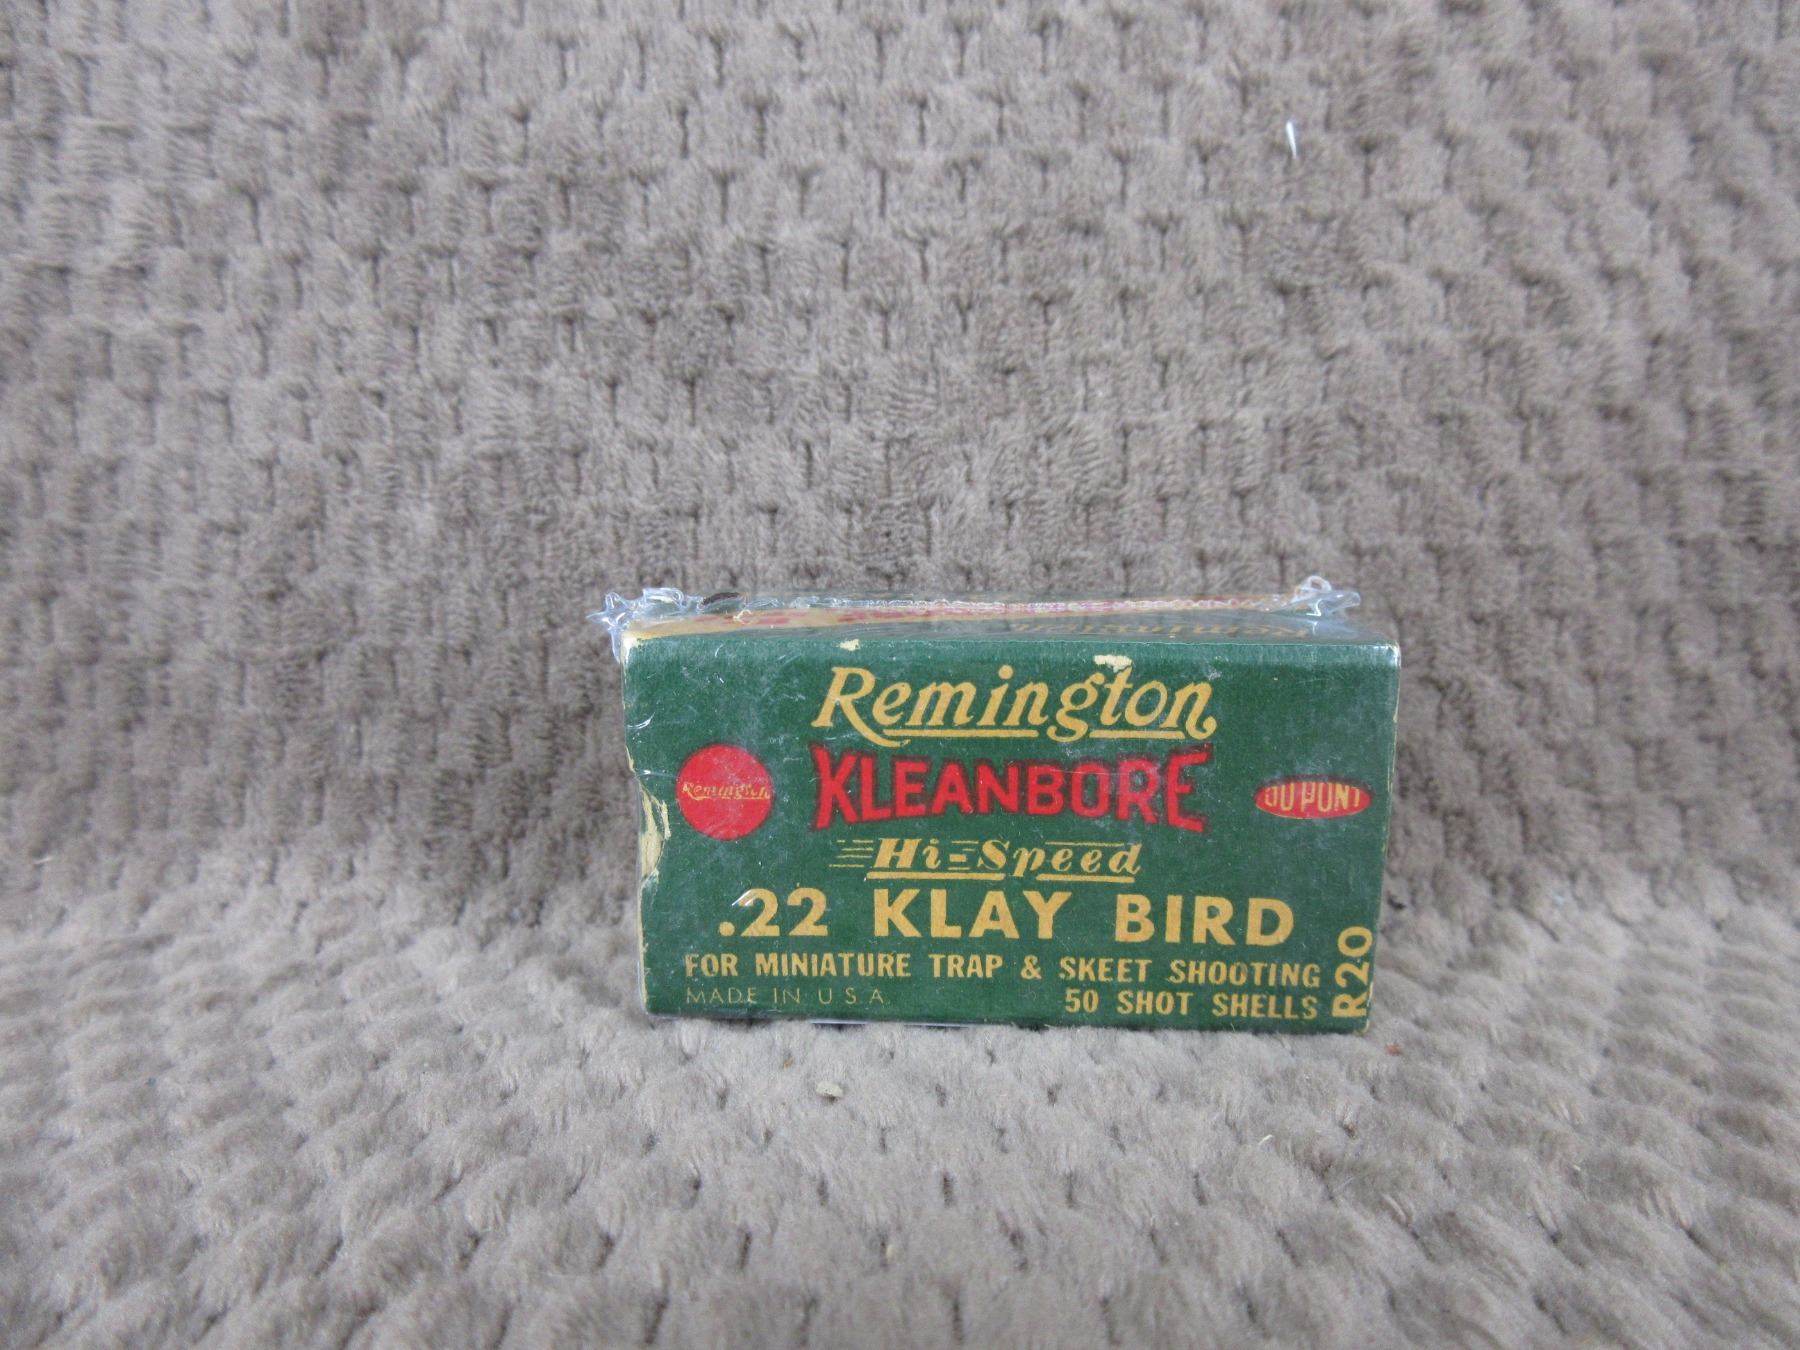 Remington
Remington
KLEANBORE
DU PONT
Hi-Speed
.22 KLAY BIRD
FOR MINIATURE TRAP & SKEET SHOOTING
MADE IN U.S.A.
50 SHOT SHELLS
R20